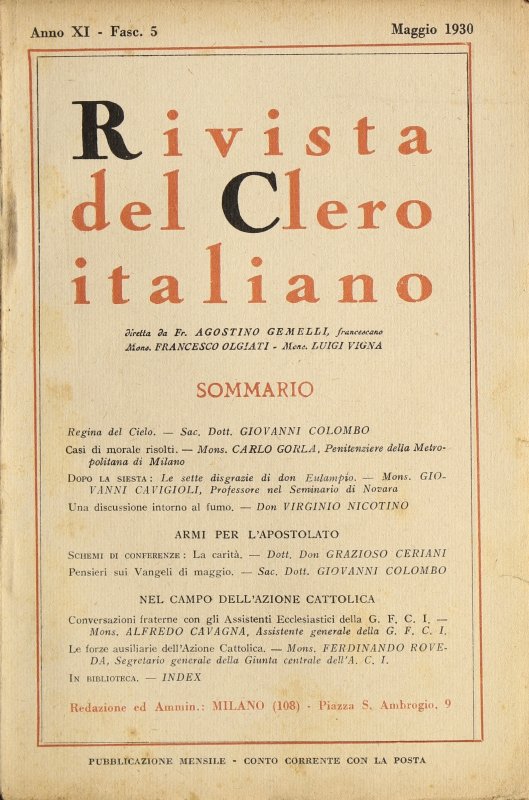 Anno XI - Fasc. 5
Maggio 1930
Rivista
del Clero
italiano
diretta da Fr. AGOSTINO GEMELLI, francescano
Mons. FRANCESCO OLGIATI - Mons. LUIGI VIGNA
SOMMARIO
Regina del Cielo. — Sac. Dott. GIOVANNI COLOMBO
Casi di morale risolti. — Mons. CARLO GORLA, Penitenziere della Metro-
politana di Milano
DOPO LA SIESTA: Le sette disgrazie di don Eulampio. — Mons. GIO-
VANNI CAVIGIOLI, Professore nel Seminario di Novara
Una discussione intorno al fumo. — Don VIRGINIO NICOTINO
ARMI PER L'APOSTOLATO
SCHEMI DI CONFERENZE: La carità. — Dott. Don GRAZIOSO CERIANI
Pensieri sui Vangeli di maggio. — Sac. Dott. GIOVANNI COLOMBO
NEL CAMPO DELL'AZIONE CATTOLICA
Conversazioni fraterne con gli Assistenti Ecclesiastici della G. F. C. I. —
Mons. ALFREDO CAVAGNA, Assistente generale della G. F. C. I.
Le forze ausiliarie dell'Azione Cattolica. — Mons. FERDINANDO ROVE-
DA, Segretario generale della Giunta centrale dell'A. C. I.
IN BIBLIOTECA. — INDEX
Redazione ed Ammin.: MILANO (108) - Piazza S. Ambrogio, 9
PUBBLICAZIONE MENSILE - CONTO CORRENTE CON LA POSTA